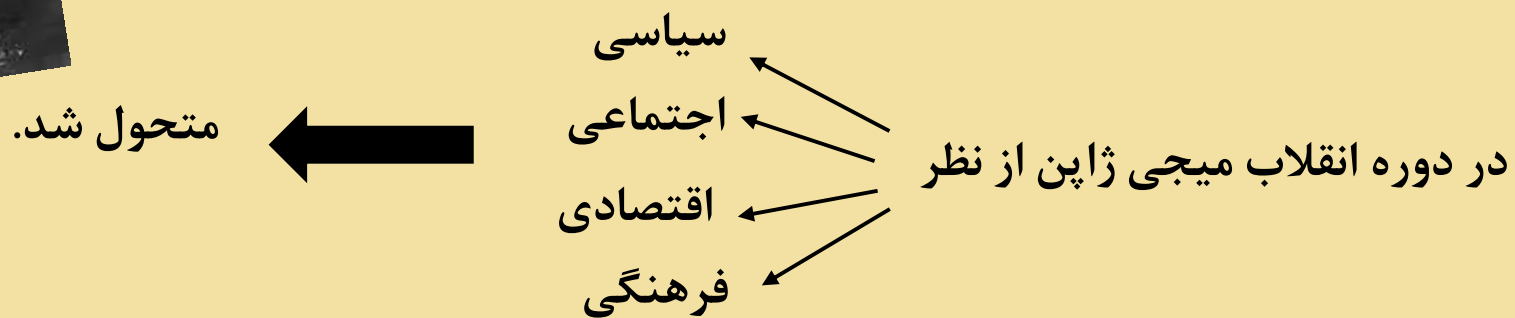 در دوره انقلاب میجی ژاپن از نظر
سیاسی
اجتماعی
اقتصادی
فرهنگی
متحول شد.